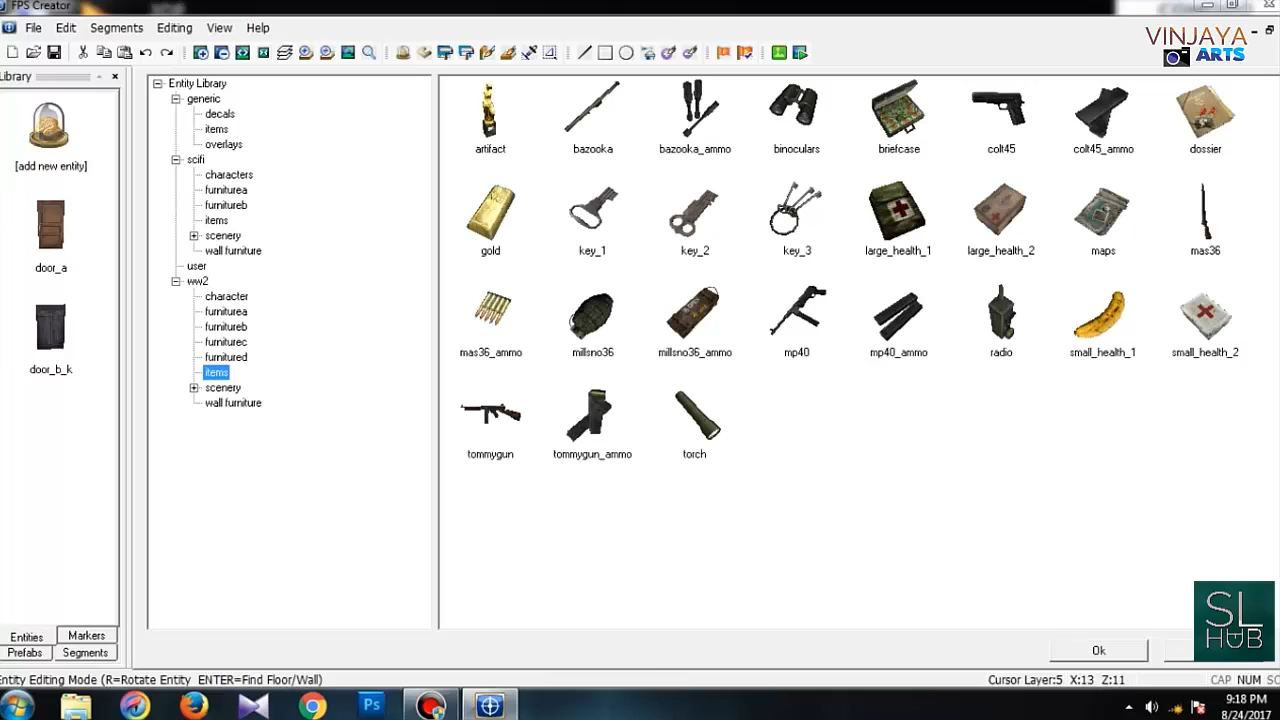 FPS Creator
File Edit Segments Editing View Help
VINJAYA
ARTS
Library
[add new entity]
door_a
door_b_k
Entity Library
generic
decals
items
overlays
scifi
characters
furniturea
furnitureb
items
scenery
wall furniture
user
ww2
character
furniturea
furnitureb
furniturec
furnitured
items
scenery
wall furniture
artifact bazooka bazooka_ammo binoculars briefcase colt45 colt45_ammo dossier
gold key_1 key_2 key_3 large_health_1 large_health_2 maps mas36
mas36_ammo millsno36 millsno36_ammo mp40 mp40_ammo radio small_health_1 small_health_2
tommygun tommygun_ammo torch
Entities Markers
Prefabs Segments
Ok
SL
HUB
Entity Editing Mode (R=Rotate Entity ENTER=Find Floor/Wall) Cursor Layer:5 X:13 Z:11 CAP NUM SC
Ps
9:18 PM
8/24/2017